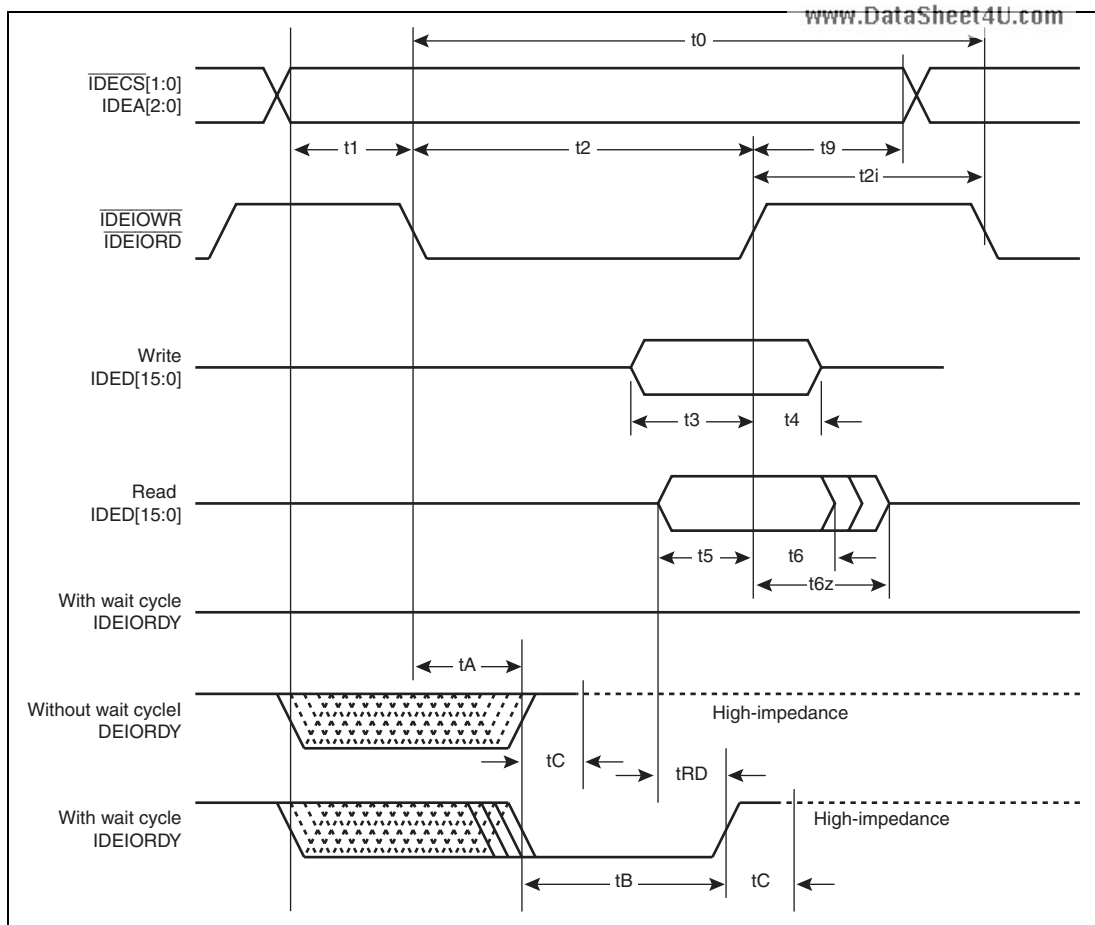 www.DataSheet4U.com
t0
IDECS[1:0]
IDEA[2:0]
t1
t2
t9
t2i
IDEIOWR
IDEIORD
Write
IDED[15:0]
t3
t4
Read
IDED[15:0]
t5
t6
t6z
With wait cycle
IDEIORDY
tA
Without wait cycleI
DEIORDY
High-impedance
tC
tRD
With wait cycle
IDEIORDY
High-impedance
tB
tC